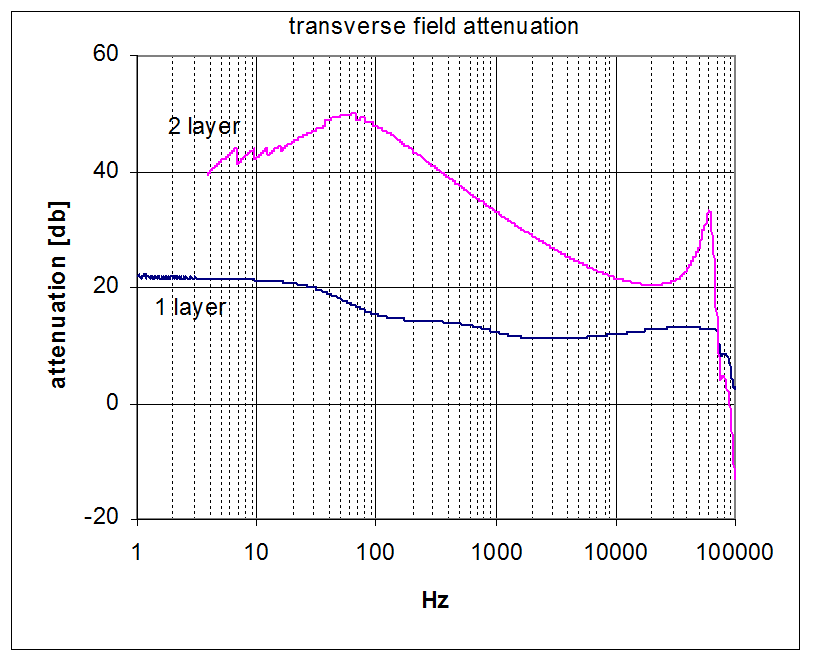 transverse field attenuation
60
2 layer
40
attenuation [db]
20
1 layer
0
-20
1 10 100 1000 10000 100000
Hz